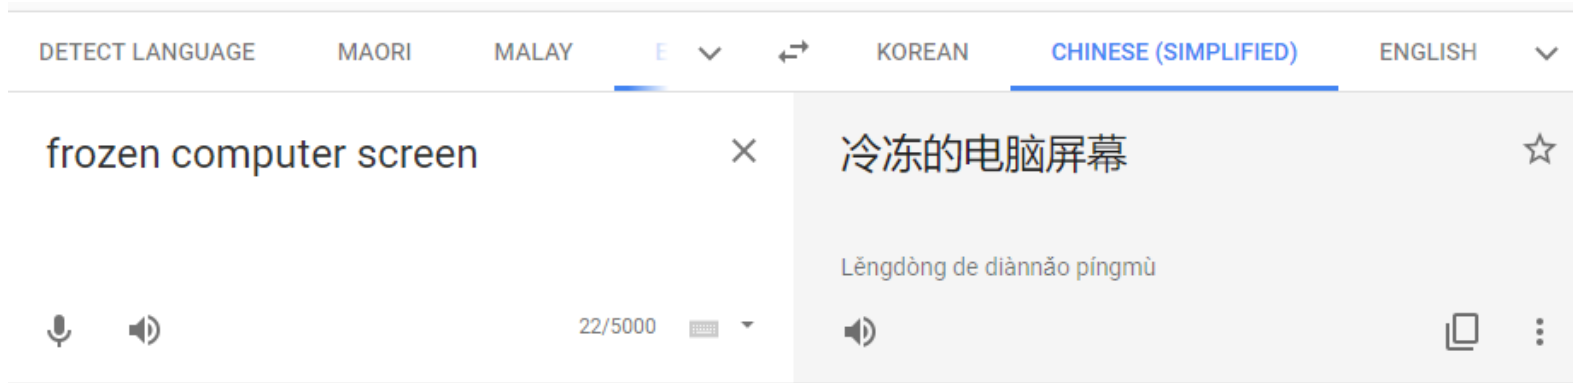 DETECT LANGUAGE MAORI MALAY E KOREAN CHINESE (SIMPLIFIED) ENGLISH
frozen computer screen
冷冻的电脑屏幕
Lěngdòng de diànnǎo píngmù
22/5000